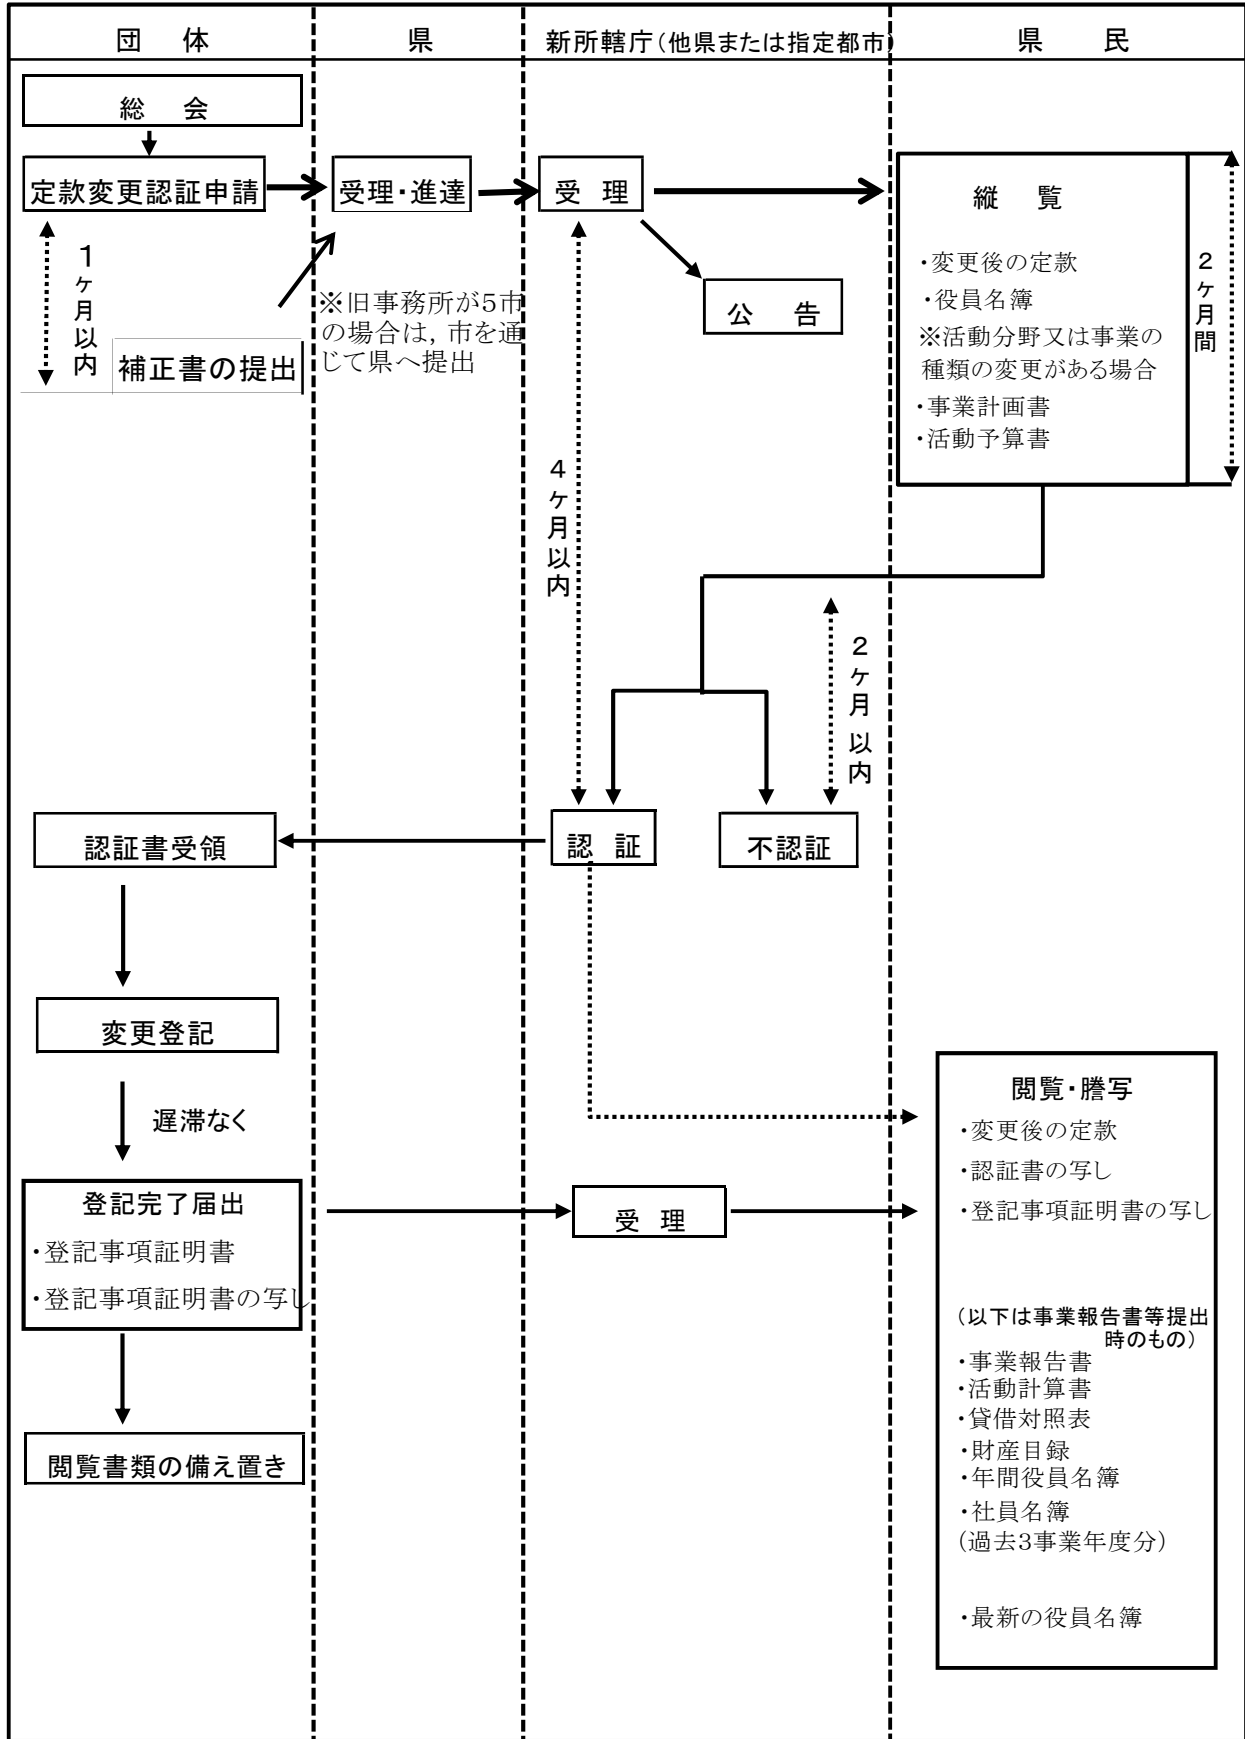 団　体
県
新所轄庁（他県または指定都市）
県　民
総　会
定款変更認証申請
受理・進達
受　理
縦　覧
・変更後の定款
・役員名簿
※活動分野又は事業の
種類の変更がある場合
・事業計画書
・活動予算書
2ヶ月間
1ヶ月以内
補正書の提出
※旧事務所が5市
の場合は，市を通
じて県へ提出
公　告
4ヶ月以内
2ヶ月以内
認証書受領
認　証
不認証
変更登記
遅滞なく
登記完了届出
・登記事項証明書
・登記事項証明書の写し
受　理
閲覧書類の備え置き
閲覧・謄写
・変更後の定款
・認証書の写し
・登記事項証明書の写し
（以下は事業報告書等提出
時のもの）
・事業報告書
・活動計算書
・貸借対照表
・財産目録
・年間役員名簿
・社員名簿
（過去3事業年度分）
・最新の役員名簿